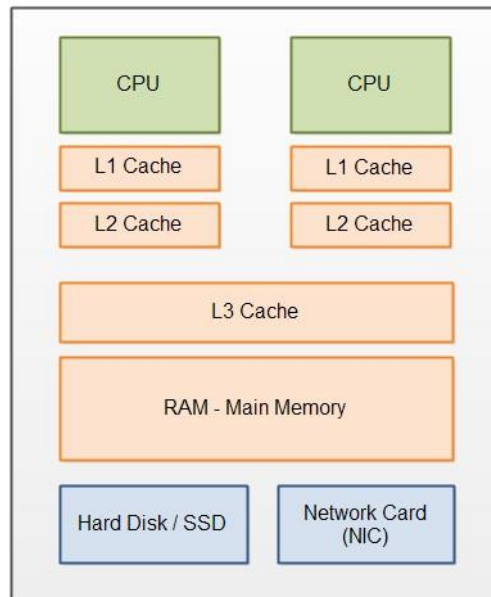 CPU
CPU
L1 Cache
L1 Cache
L2 Cache
L2 Cache
L3 Cache
RAM - Main Memory
Hard Disk / SSD
Network Card
(NIC)